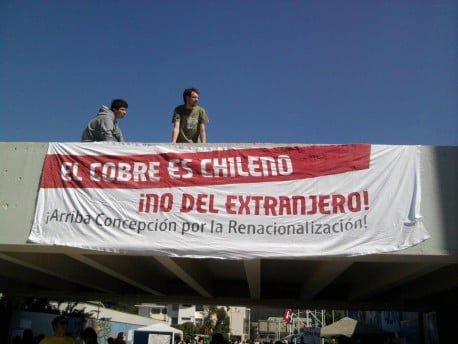 EL COBRE ES CHILENO
¡NO DEL EXTRANJERO!
¡Arriba Concepción por la Renacionalización!